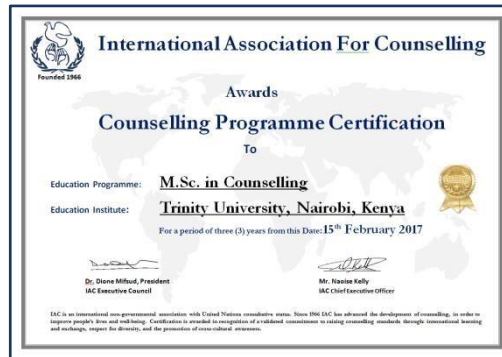 International Association For Counselling
Founded 1966
Awards
Counselling Programme Certification
To
Education Programme: M.Sc. in Counselling
Education Institute: Trinity University, Nairobi, Kenya
For a period of three (3) years from this Date: 15th February 2017
Dr. Dione Mifsud, President
IAC Executive Council
Mr. Naoise Kelly
IAC Chief Executive Officer
IAC is an international non-governmental association with United Nations consultative status. Since 1966 IAC has advanced the development of counselling, in order to
improve people's lives and well-being. Certification is awarded in recognition of a validated commitment to raising counselling standards through international learning
and exchange, respect for diversity, and the promotion of cross-cultural awareness.